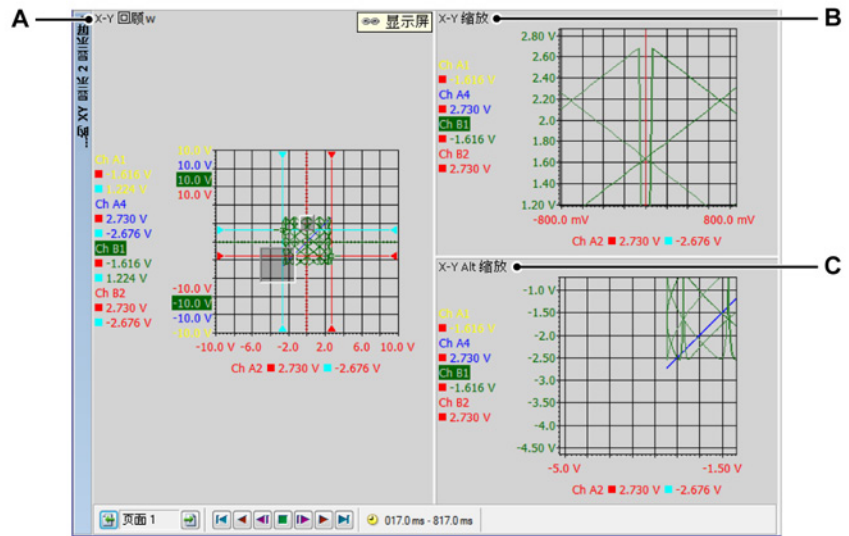 A
X-Y 回顾 w
显示屏
...的 XY 显示 2 显示屏
10.0 V
10.0 V
10.0 V
10.0 V
Ch A1
-1.616 V
1.224 V
Ch A4
2.730 V
-2.676 V
Ch B1
-1.616 V
1.224 V
Ch B2
2.730 V
-2.676 V
-10.0 V
-10.0 V
-10.0 V
-10.0 V
-10.0 V -6.0 -2.0 2.0 6.0 10.0 V
Ch A2 2.730 V -2.676 V
X-Y 缩放
B
Ch A1
-1.616 V
Ch A4
2.730 V
Ch B1
-1.616 V
Ch B2
2.730 V
2.80 V
2.60
2.40
2.20
2.0
1.80
1.60
1.40
1.20 V
-800.0 mV 800.0 mV
Ch A2 2.730 V -2.676 V
X-Y Alt 缩放
C
Ch A1
-1.616 V
Ch A4
2.730 V
Ch B1
-1.616 V
Ch B2
2.730 V
-1.0 V
-1.50
-2.0
-2.50
-3.0
-3.50
-4.0
-4.50 V
-5.0 V -1.50 V
Ch A2 2.730 V -2.676 V
页面 1
017.0 ms - 817.0 ms